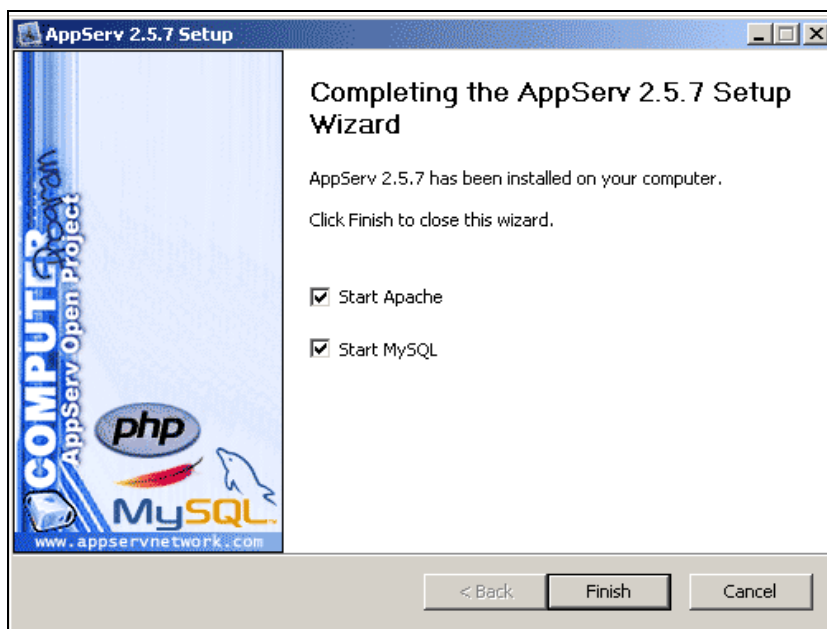 AppServ 2.5.7 Setup
Completing the AppServ 2.5.7 Setup
Wizard
AppServ 2.5.7 has been installed on your computer.
Click Finish to close this wizard.
Start Apache
Start MySQL
COMPUTER
AppServ Open Project
php
MySQL
www.appservnetwork.com
< Back
Finish
Cancel